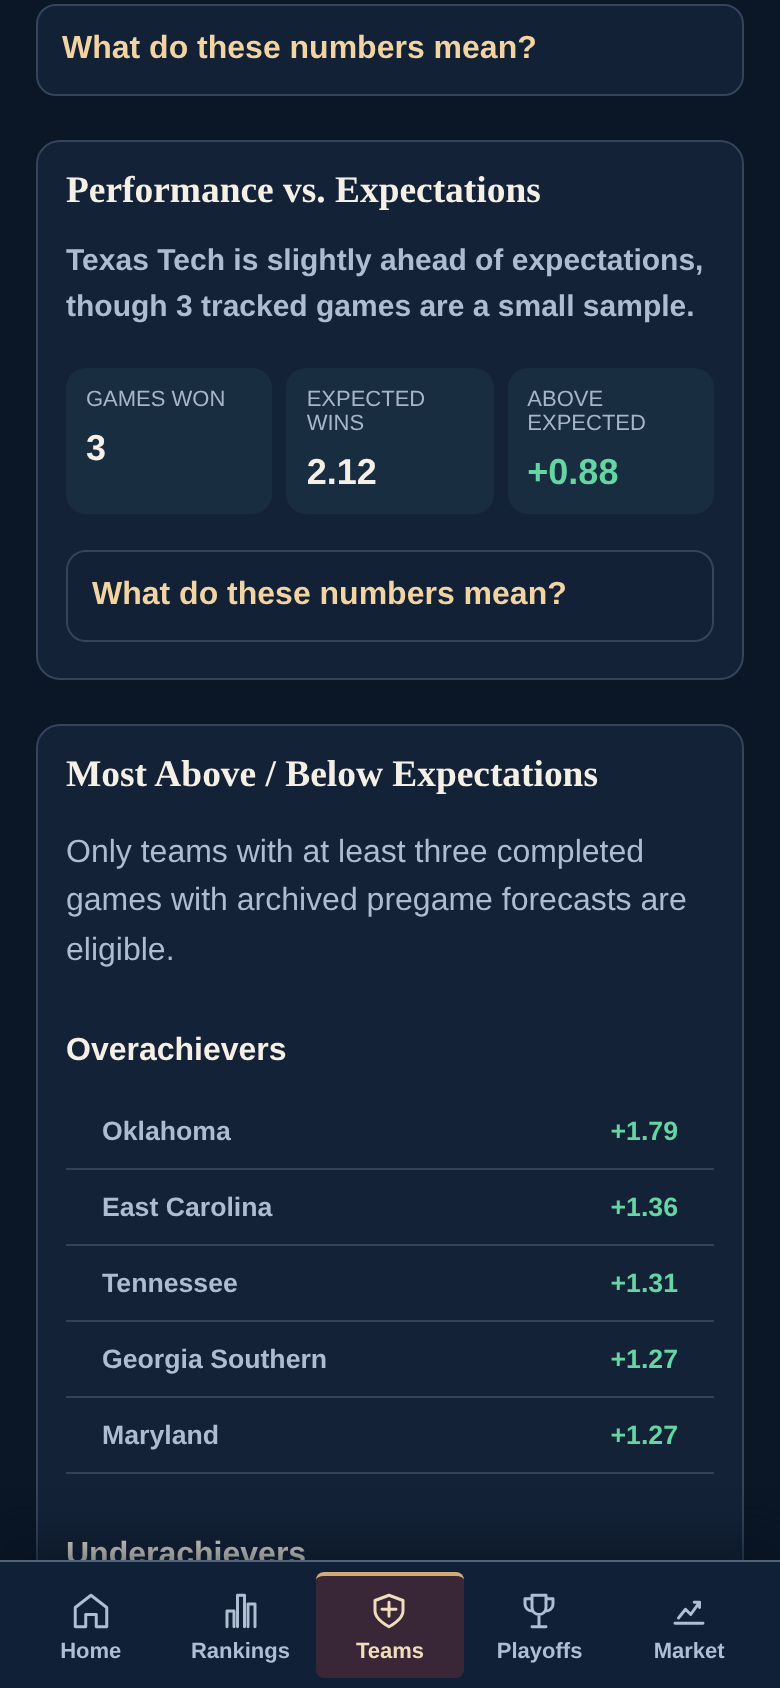 What do these numbers mean?
Performance vs. Expectations
Texas Tech is slightly ahead of expectations,
though 3 tracked games are a small sample.
GAMES WON
3
EXPECTED
WINS
2.12
ABOVE
EXPECTED
+0.88
What do these numbers mean?
Most Above / Below Expectations
Only teams with at least three completed
games with archived pregame forecasts are
eligible.
Overachievers
Oklahoma +1.79
East Carolina +1.36
Tennessee +1.31
Georgia Southern +1.27
Maryland +1.27
Underachievers
Home Rankings Teams Playoffs Market